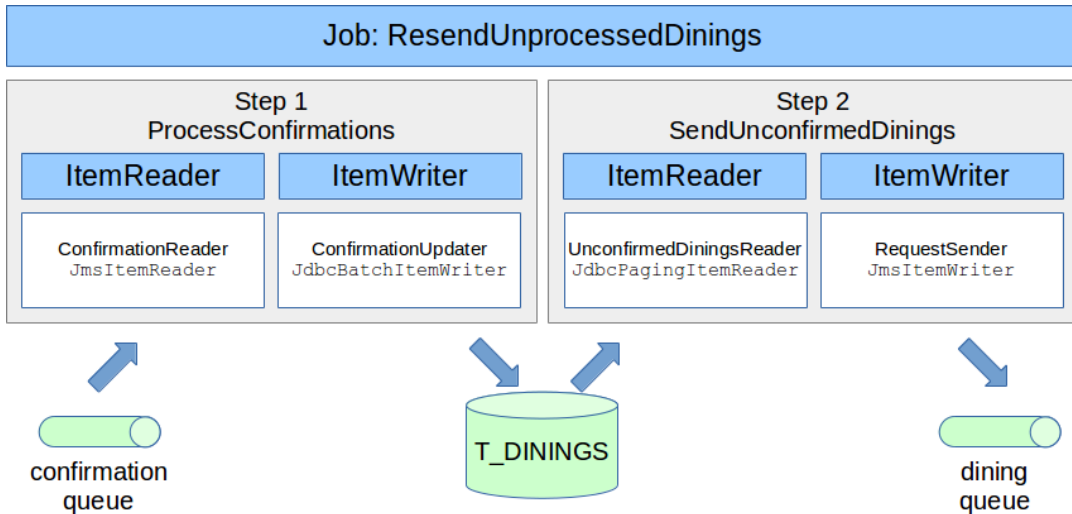 Job: ResendUnprocessedDinings
Step 1
ProcessConfirmations
ItemReader
ItemWriter
ConfirmationReader
JmsItemReader
ConfirmationUpdater
JdbcBatchItemWriter
Step 2
SendUnconfirmedDinings
ItemReader
ItemWriter
UnconfirmedDiningsReader
JdbcPagingItemReader
RequestSender
JmsItemWriter
confirmation
queue
T_DININGS
dining
queue